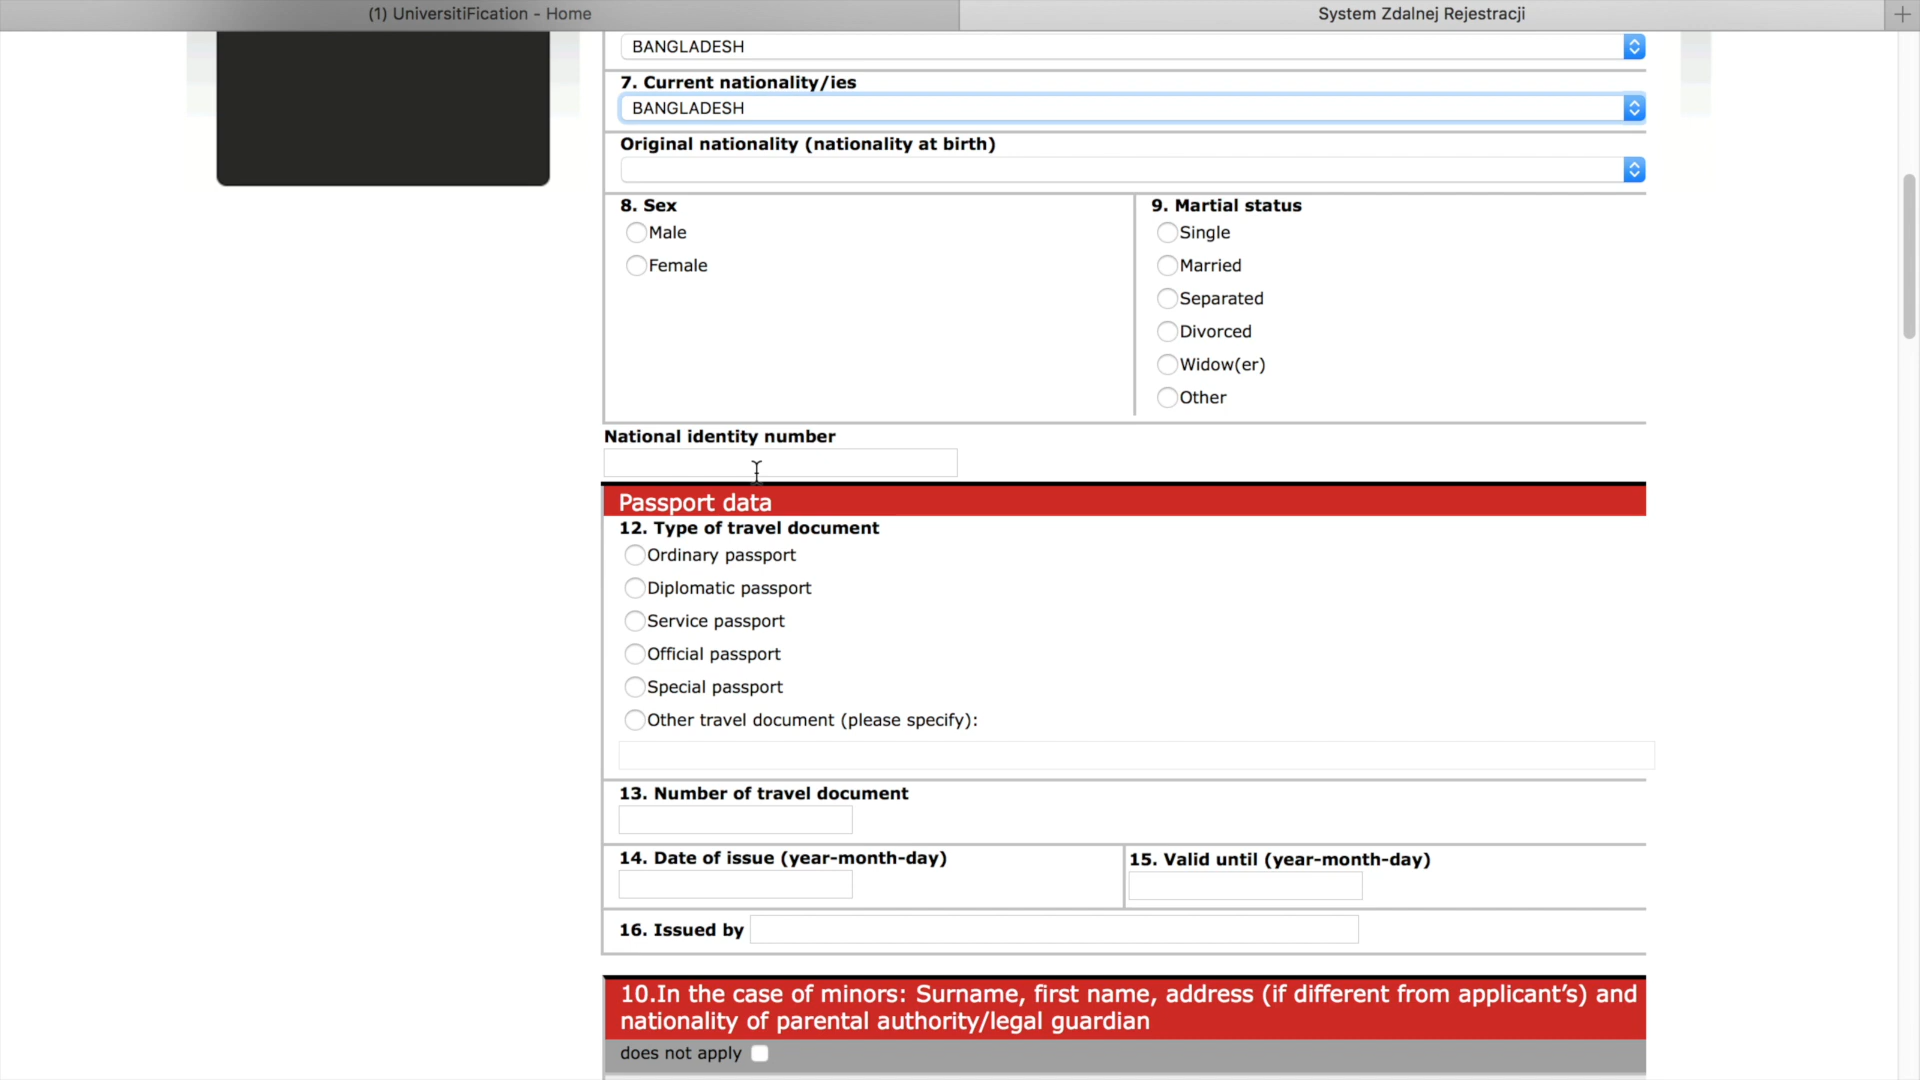 (1) UniversitiFication - Home
System Zdalnej Rejestracji
BANGLADESH
7. Current nationality/ies
BANGLADESH
Original nationality (nationality at birth)
8. Sex
Male
Female
9. Martial status
Single
Married
Separated
Divorced
Widow(er)
Other
National identity number
Passport data
12. Type of travel document
Ordinary passport
Diplomatic passport
Service passport
Official passport
Special passport
Other travel document (please specify):
13. Number of travel document
14. Date of issue (year-month-day)
15. Valid until (year-month-day)
16. Issued by
10.In the case of minors: Surname, first name, address (if different from applicant’s) and
nationality of parental authority/legal guardian
does not apply